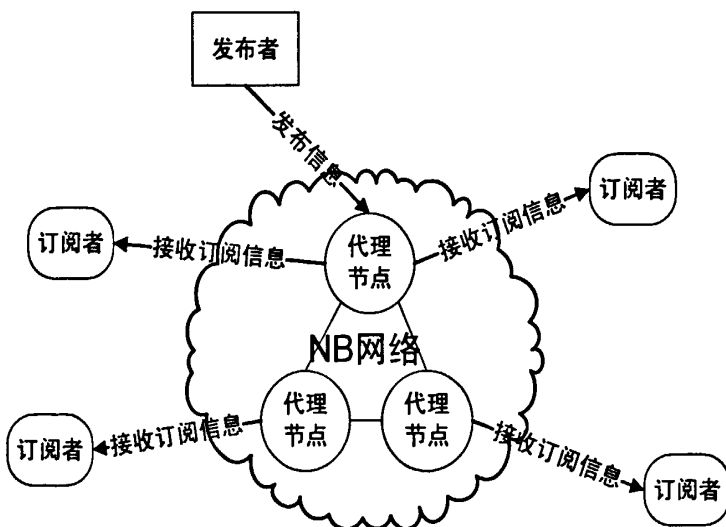 发布者
发布信息
订阅者
接收订阅信息
代理
节点
接收订阅信息
订阅者
NB网络
订阅者
接收订阅信息
代理
节点
代理
节点
接收订阅信息
订阅者